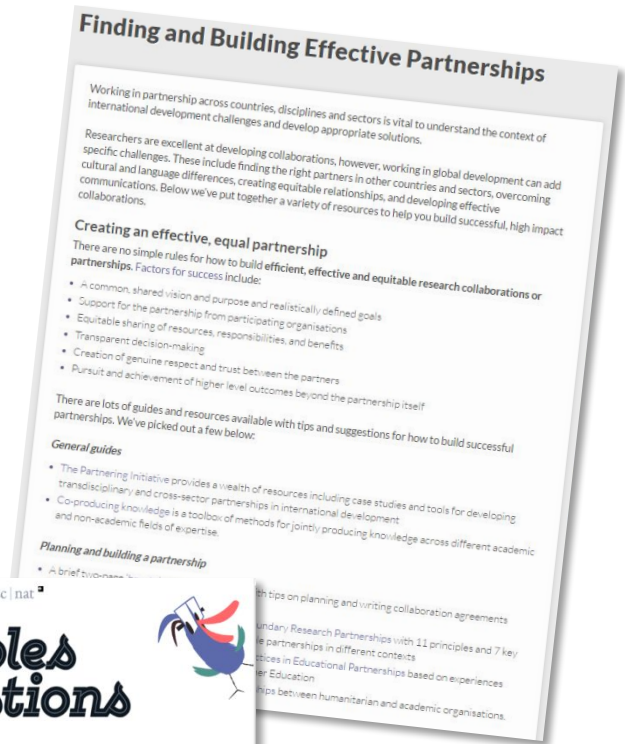 Finding and Building Effective Partnerships
Working in partnership across countries, disciplines and sectors is vital to understand the context of
international development challenges and develop appropriate solutions.
Researchers are excellent at developing collaborations, however, working in global development can add
specific challenges. These include finding the right partners in other countries and sectors, overcoming
cultural and language differences, creating equitable relationships, and developing effective
communications. Below we've put together a variety of resources to help you build successful, high impact
collaborations.
Creating an effective, equal partnership
There are no simple rules for how to build efficient, effective and equitable research collaborations or
partnerships. Factors for success include:
• A common, shared vision and purpose and realistically defined goals
• Support for the partnership from participating organisations
• Equitable sharing of resources, responsibilities, and benefits
• Transparent decision-making
• Creation of genuine respect and trust between the partners
• Pursuit and achievement of higher level outcomes beyond the partnership itself
There are lots of guides and resources available with tips and suggestions for how to build successful
partnerships. We've picked out a few below:
General guides
• The Partnering Initiative provides a wealth of resources including case studies and tools for developing
transdisciplinary and cross-sector partnerships in international development
• Co-producing knowledge is a toolbox of methods for jointly producing knowledge across different academic
and non-academic fields of expertise.
Planning and building a partnership
• A brief two-page
with tips on planning and writing collaboration agreements
Research Partnerships with 11 principles and 7 key
partnerships in different contexts
in Educational Partnerships based on experiences
Education
between humanitarian and academic organisations.
c | nat